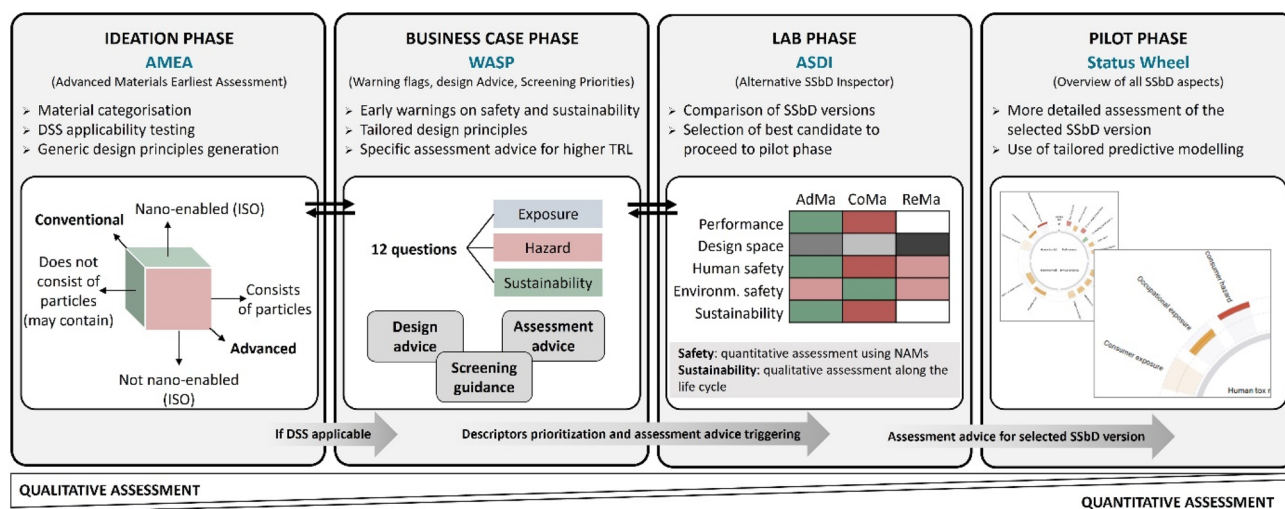 IDEATION PHASE
AMEA
(Advanced Materials Earliest Assessment)
➢ Material categorisation
➢ DSS applicability testing
➢ Generic design principles generation
Conventional
Nano-enabled (ISO)
Does not
consist of
particles
(may contain)
Consists
of particles
Advanced
Not nano-enabled
(ISO)
BUSINESS CASE PHASE
WASP
(Warning flags, design Advice, Screening Priorities)
➢ Early warnings on safety and sustainability
➢ Tailored design principles
➢ Specific assessment advice for higher TRL
12 questions
Exposure
Hazard
Sustainability
Design
advice
Assessment
advice
Screening
guidance
LAB PHASE
ASDI
(Alternative SSbD Inspector)
➢ Comparison of SSbD versions
➢ Selection of best candidate to
proceed to pilot phase
AdMa CoMa ReMa
Performance
Design space
Human safety
Environm. safety
Sustainability
Safety: quantitative assessment using NAMs
Sustainability: qualitative assessment along the
life cycle
PILOT PHASE
Status Wheel
(Overview of all SSbD aspects)
➢ More detailed assessment of the
selected SSbD version
➢ Use of tailored predictive modelling
Consumer hazard
Occupational exposure
Consumer exposure
Human tox r
If DSS applicable
Descriptors prioritization and assessment advice triggering
Assessment advice for selected SSbD version
QUALITATIVE ASSESSMENT
QUANTITATIVE ASSESSMENT